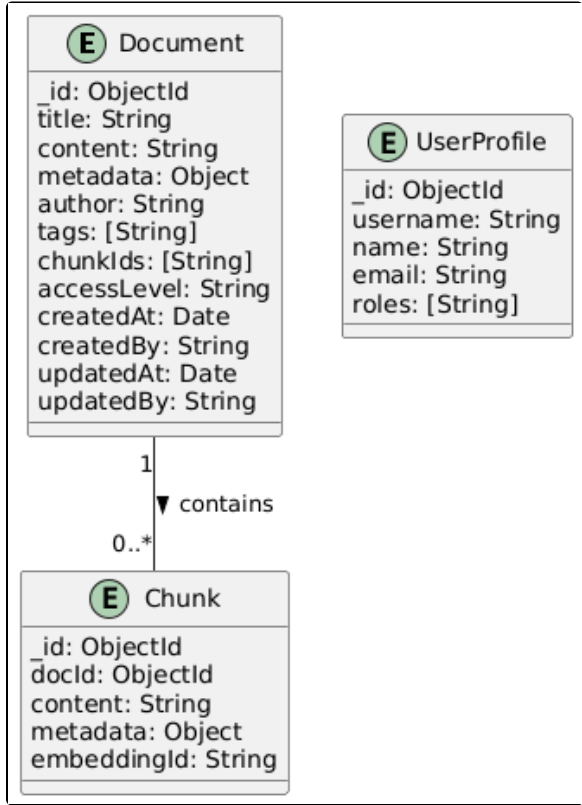 E Document
_id: ObjectId
title: String
content: String
metadata: Object
author: String
tags: [String]
chunkIds: [String]
accessLevel: String
createdAt: Date
createdBy: String
updatedAt: Date
updatedBy: String
E UserProfile
_id: ObjectId
username: String
name: String
email: String
roles: [String]
1
contains
0..*
E Chunk
_id: ObjectId
docId: ObjectId
content: String
metadata: Object
embeddingId: String